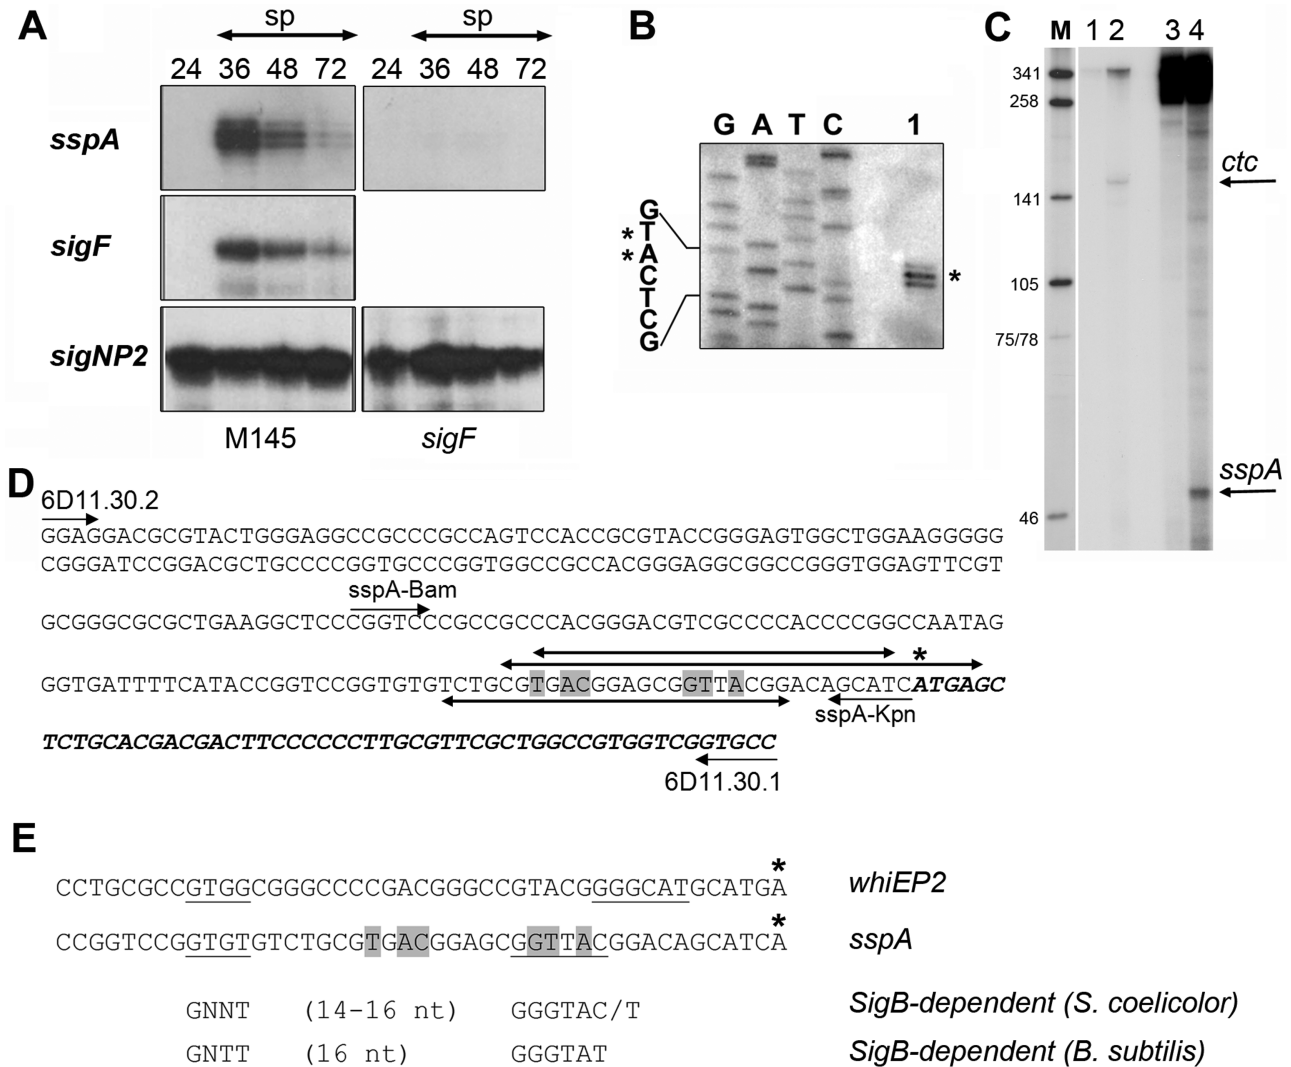 A
sp
sp
24 36 48 72
24 36 48 72
sspA
sigF
sigNP2
M145
sigF
B
G A T C 1
G
* T
* A
C
T
C
G
*
C
M 1 2 3 4
341
258
141
105
75/78
46
ctc
sspA
D
6D11.30.2
GGAGGACGCGTACTGGGAGGCCGCCCGCCAGTCCACCGCGTACCGGGAGTGGCTGGAAGGGGG
CGGGATCCGGACGCTGCCCCGGTGCCCGGTGGCCGCCACGGGAGGCGGCCGGGTGGAGTTCGT
sspA-Bam
GCGGGCGCGCTGAAGGCTCCCGGTCCCGCCGCCCACGGGACGTCGCCCCACCCCGGCCAATAG
*
GGTGATTTTCATACCGGTCCGGTGTGTCTGCGTGACGGAGCGGTTACGGACAGCATCATGAGC
sspA-Kpn
TCTGCACGACGACTTCCCCCCTTGCGTTCGCTGGCCGTGGTCGGTGCC
6D11.30.1
E
*
CCTGCGCCGTGGCGGGCCCCGACGGGCCGTACGGGGCATGCATGA whiEP2
*
CCGGTCCGGTGTGTCTGCGTGACGGAGCGGTTACGGACAGCATCA sspA
GNNT (14-16 nt) GGGTAC/T SigB-dependent (S. coelicolor)
GNTT (16 nt) GGGTAT SigB-dependent (B. subtilis)